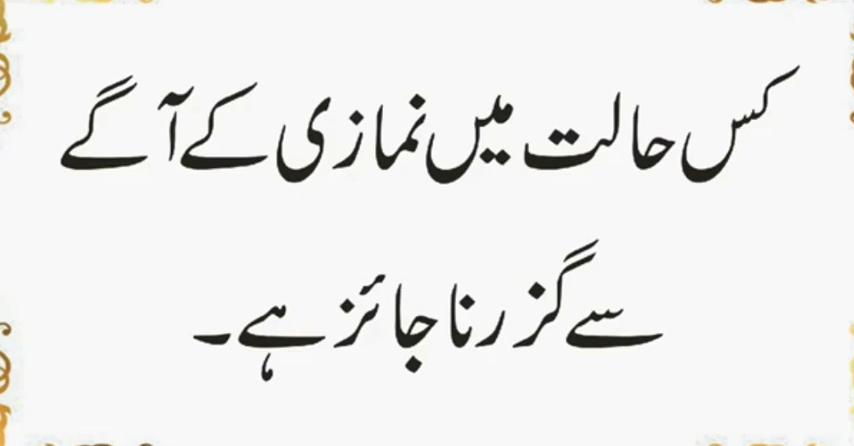 کس حالت میں نمازی کے آگے
سے گزرنا جائز ہے۔